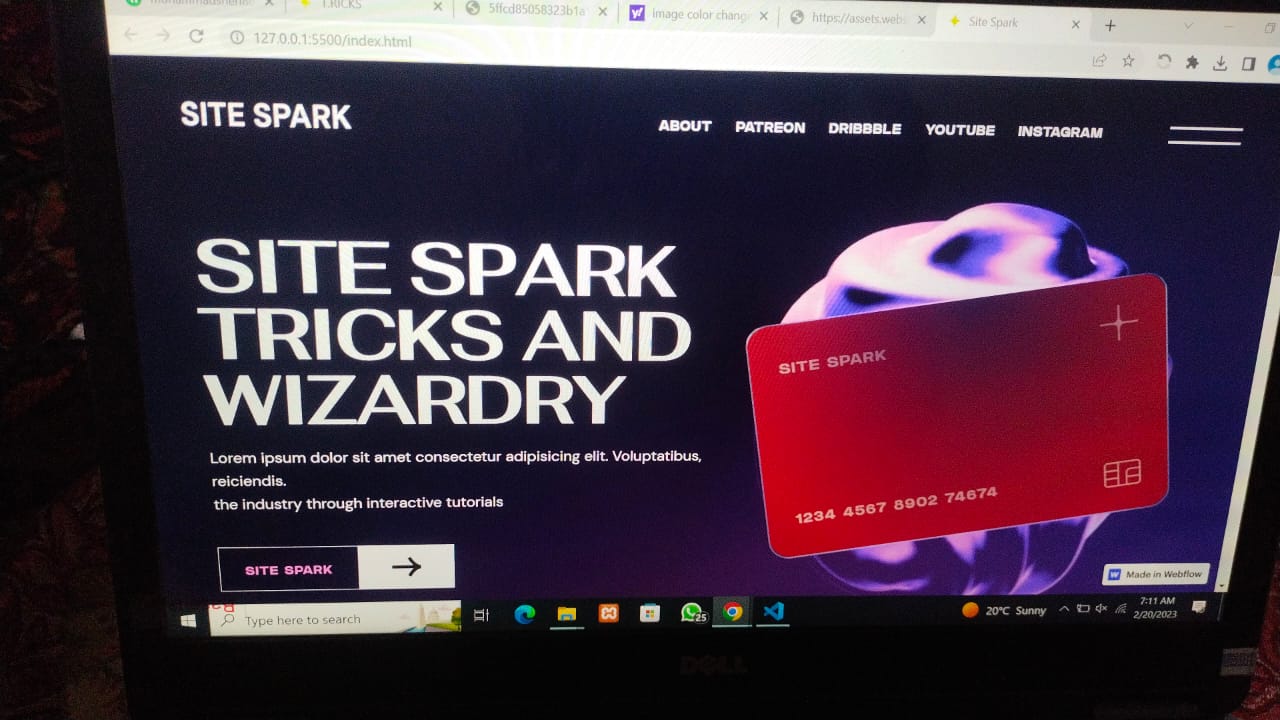 T.RICKS
5ffcd85058323b1a
image color chang
https://assets.webs
Site Spark
127.0.0.1:5500/index.html
SITE SPARK
ABOUT
PATREON
DRIBBBLE
YOUTUBE
INSTAGRAM
SITE SPARK
TRICKS AND
WIZARDRY
Lorem ipsum dolor sit amet consectetur adipisicing elit. Voluptatibus,
reiciendis.
the industry through interactive tutorials
SITE SPARK
SITE SPARK
1234 4567 8902 74674
Made in Webflow
Type here to search
25
20°C Sunny
7:11 AM
2/20/2023
DELL